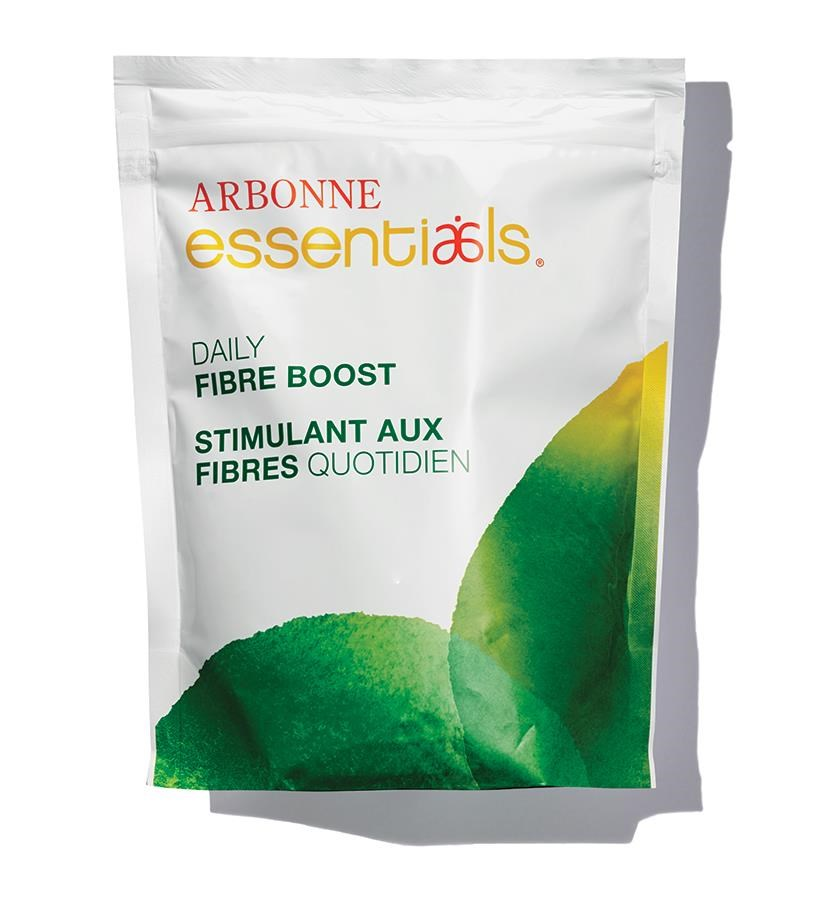 ARBONNE
essentials®
DAILY
FIBRE BOOST
STIMULANT AUX
FIBRES QUOTIDIEN